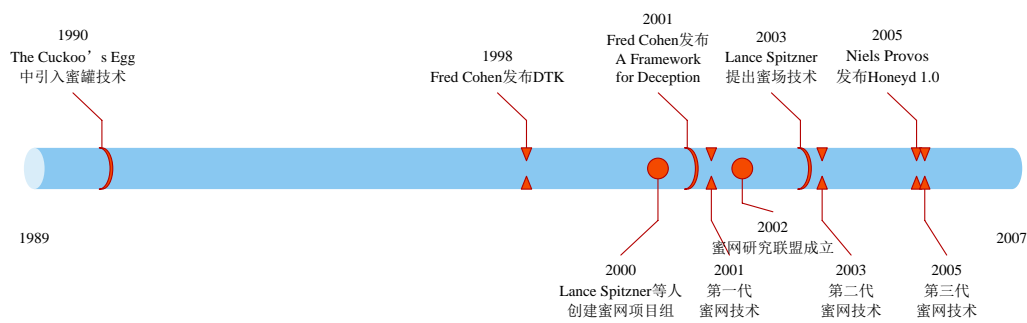 1990
The Cuckoo’s Egg
中引入蜜罐技术
1998
Fred Cohen发布DTK
2001
Fred Cohen发布
A Framework
for Deception
2003
Lance Spitzner
提出蜜场技术
2005
Niels Provos
发布Honeyd 1.0
1989
2007
2000
Lance Spitzner等人
创建蜜网项目组
2001
第一代
蜜网技术
2002
蜜网研究联盟成立
2003
第二代
蜜网技术
2005
第三代
蜜网技术